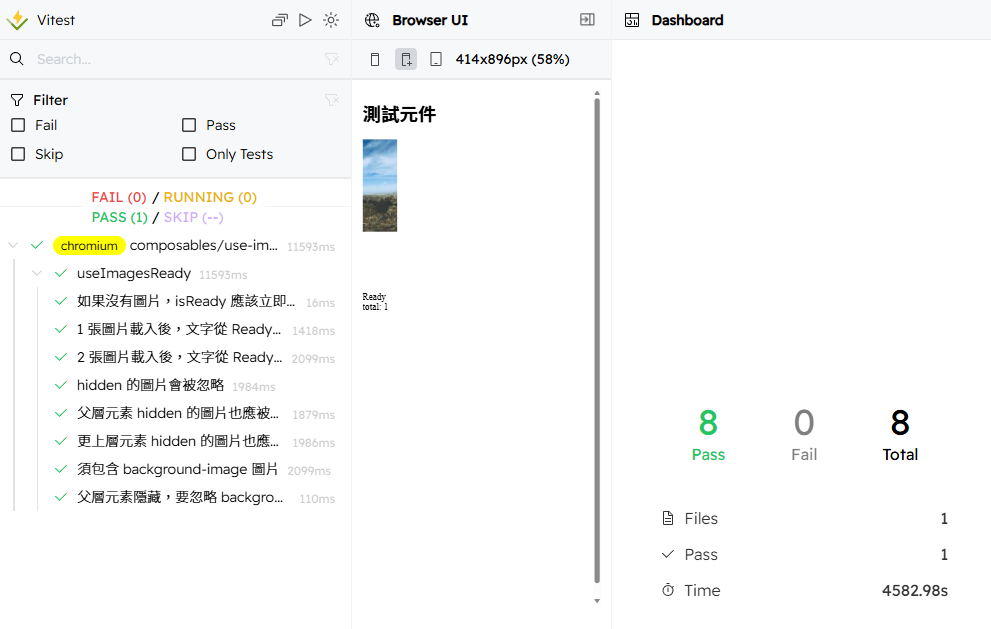 Vitest
Search...
Filter
Fail
Pass
Skip
Only Tests
FAIL (0) / RUNNING (0)
PASS (1) / SKIP (--)
chromium composables/use-im... 11593ms
useImagesReady 11593ms
如果沒有圖片，isReady 應該立即... 16ms
1 張圖片載入後，文字從 Ready... 1418ms
2 張圖片載入後，文字從 Ready... 2099ms
hidden 的圖片會被忽略 1984ms
父層元素 hidden 的圖片也應被... 1879ms
更上層元素 hidden 的圖片也應... 1986ms
須包含 background-image 圖片 2099ms
父層元素隱藏，要忽略 backgro... 110ms
Browser UI
414x896px (58%)
測試元件
Ready
total: 1
Dashboard
8
Pass
0
Fail
8
Total
Files 1
Pass 1
Time 4582.98s